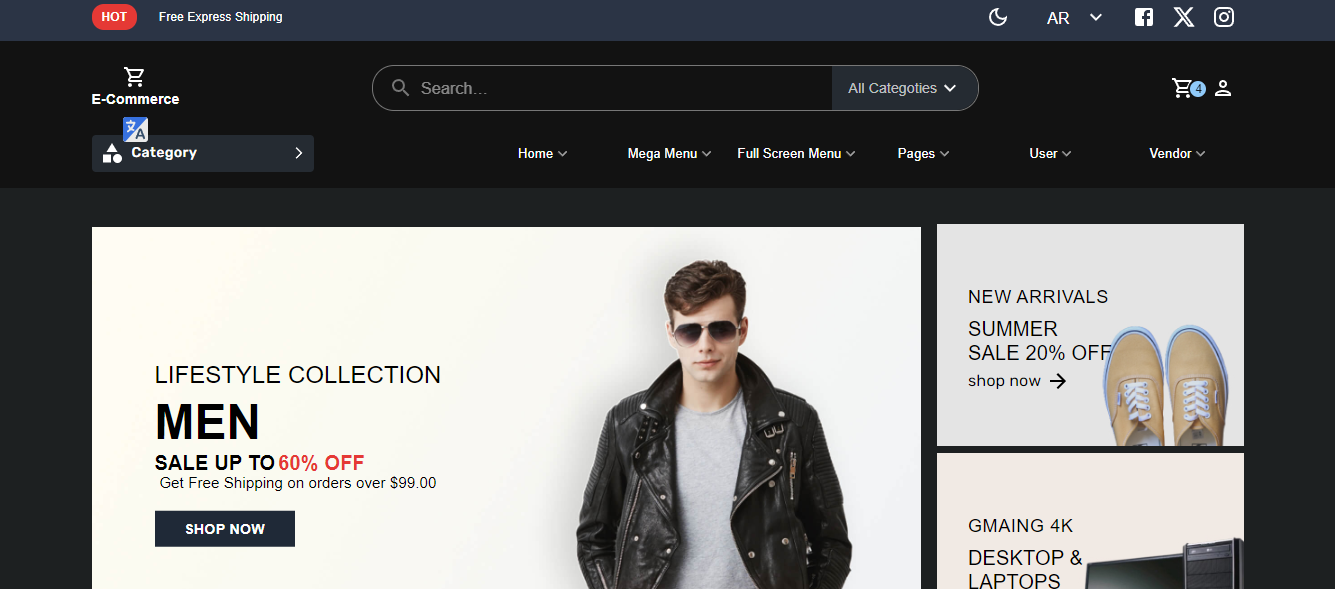 HOT Free Express Shipping AR
E-Commerce
Search... All Categoties 4
Category
Home Mega Menu Full Screen Menu Pages User Vendor
LIFESTYLE COLLECTION
MEN
SALE UP TO 60% OFF
Get Free Shipping on orders over $99.00
SHOP NOW
NEW ARRIVALS
SUMMER
SALE 20% OFF
shop now
GMAING 4K
DESKTOP &
LAPTOPS